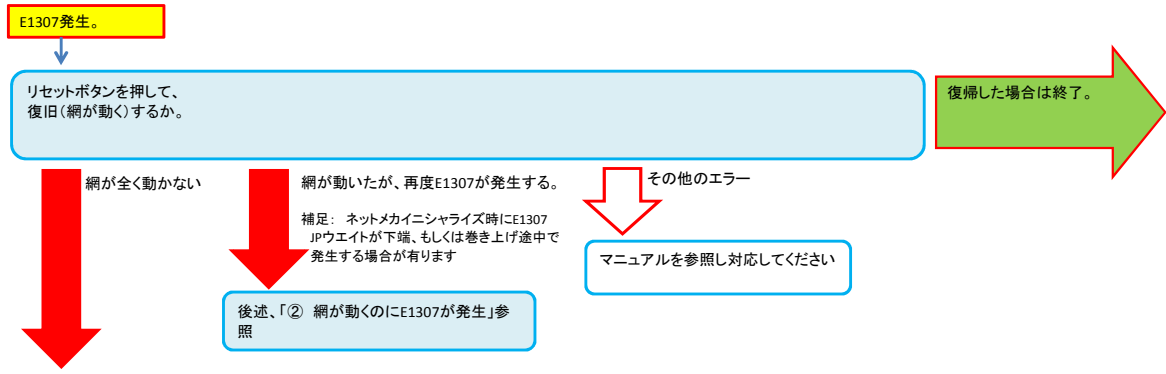 E1307発生。
リセットボタンを押して、
復旧(網が動く)するか。
復帰した場合は終了。
網が全く動かない
網が動いたが、再度E1307が発生する。
補足: ネットメカイニシャライズ時にE1307
JPウエイトが下端、もしくは巻き上げ途中で
発生する場合が有ります
その他のエラー
マニュアルを参照し対応してください
後述、「② 網が動くのにE1307が発生」参
照